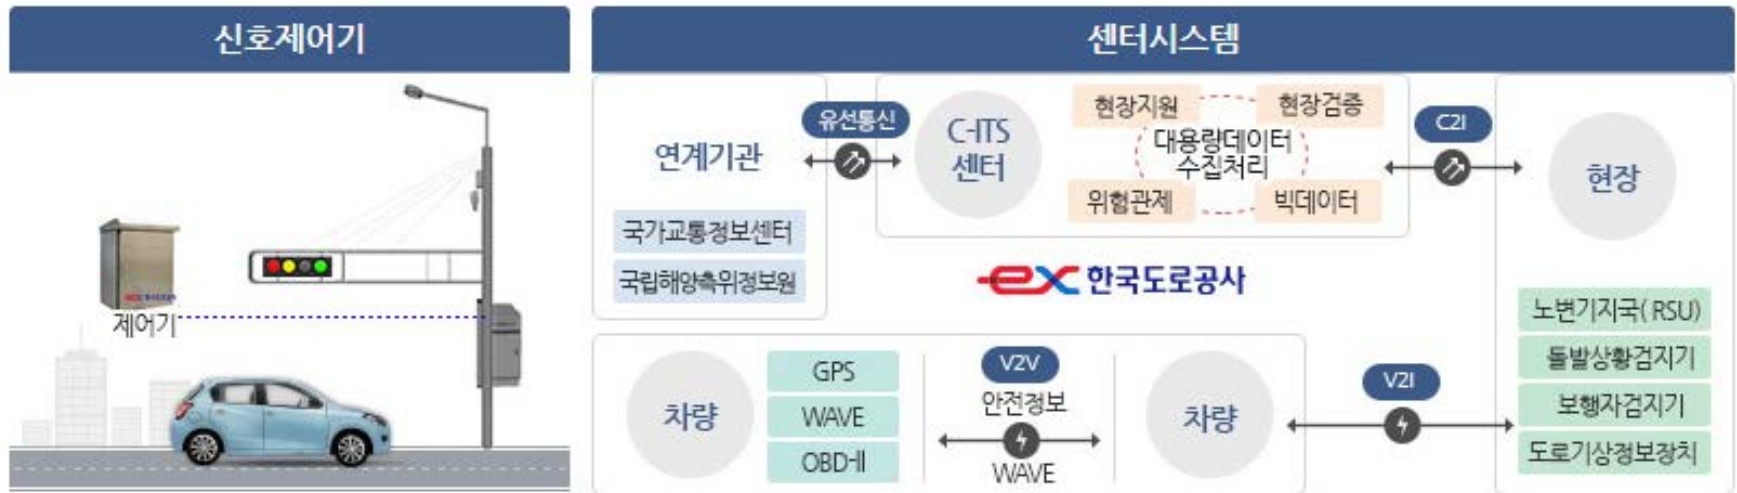 신호제어기
제어기
센터시스템
연계기관
국가교통정보센터
국립해양측위정보원
유선통신
C-ITS
센터
현장지원
현장검증
대용량데이터
수집처리
위험관제
빅데이터
C2I
현장
노변기지국( RSU)
돌발상황검지기
보행자검지기
도로기상정보장치
ex 한국도로공사
차량
GPS
WAVE
OBD-II
V2V
안전정보
WAVE
차량
V2I